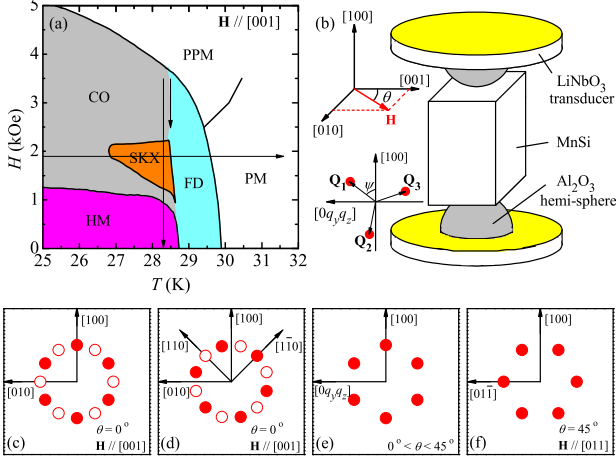 (a)
H // [001]
PPM
CO
SKX
FD
PM
HM
H (kOe)
5
4
3
2
1
0
25 26 27 28 29 30 31 32
T (K)
(b)
[100]
[001]
θ
[010]
H
[100]
Q₁
ψ
Q₃
[0q_yq_z]
Q₂
LiNbO₃
transducer
MnSi
Al₂O₃
hemi-sphere
[100]
[010]
θ = 0°
(c)
H // [001]
[100]
[110]
[11̄0]
[010]
θ = 0°
(d)
H // [001]
[100]
[0q_yq_z]
(e)
0° < θ < 45°
[100]
[011̄]
θ = 45°
(f)
H // [011]